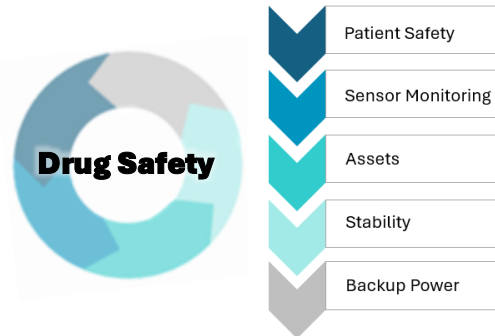 Drug Safety
Patient Safety
Sensor Monitoring
Assets
Stability
Backup Power